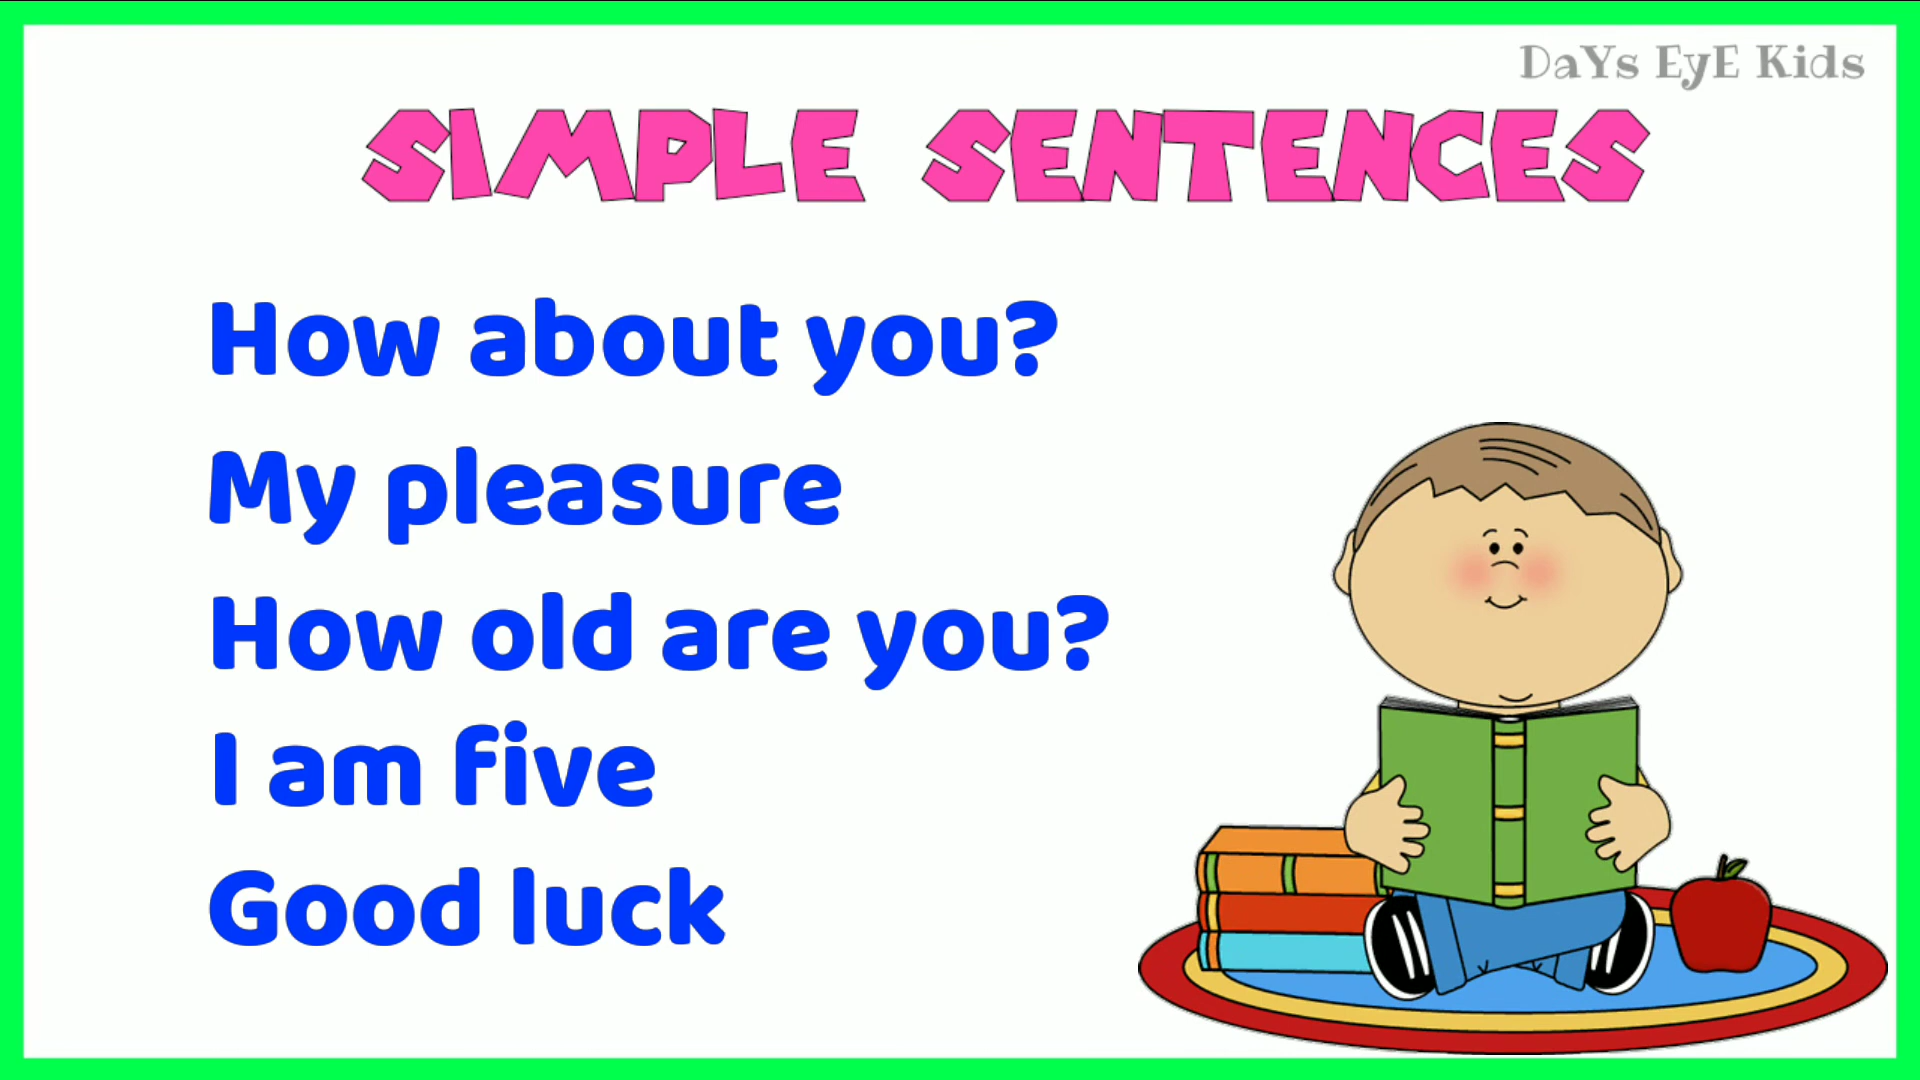 DaYs EyE Kids
SIMPLE SENTENCES
How about you?
My pleasure
How old are you?
I am five
Good luck